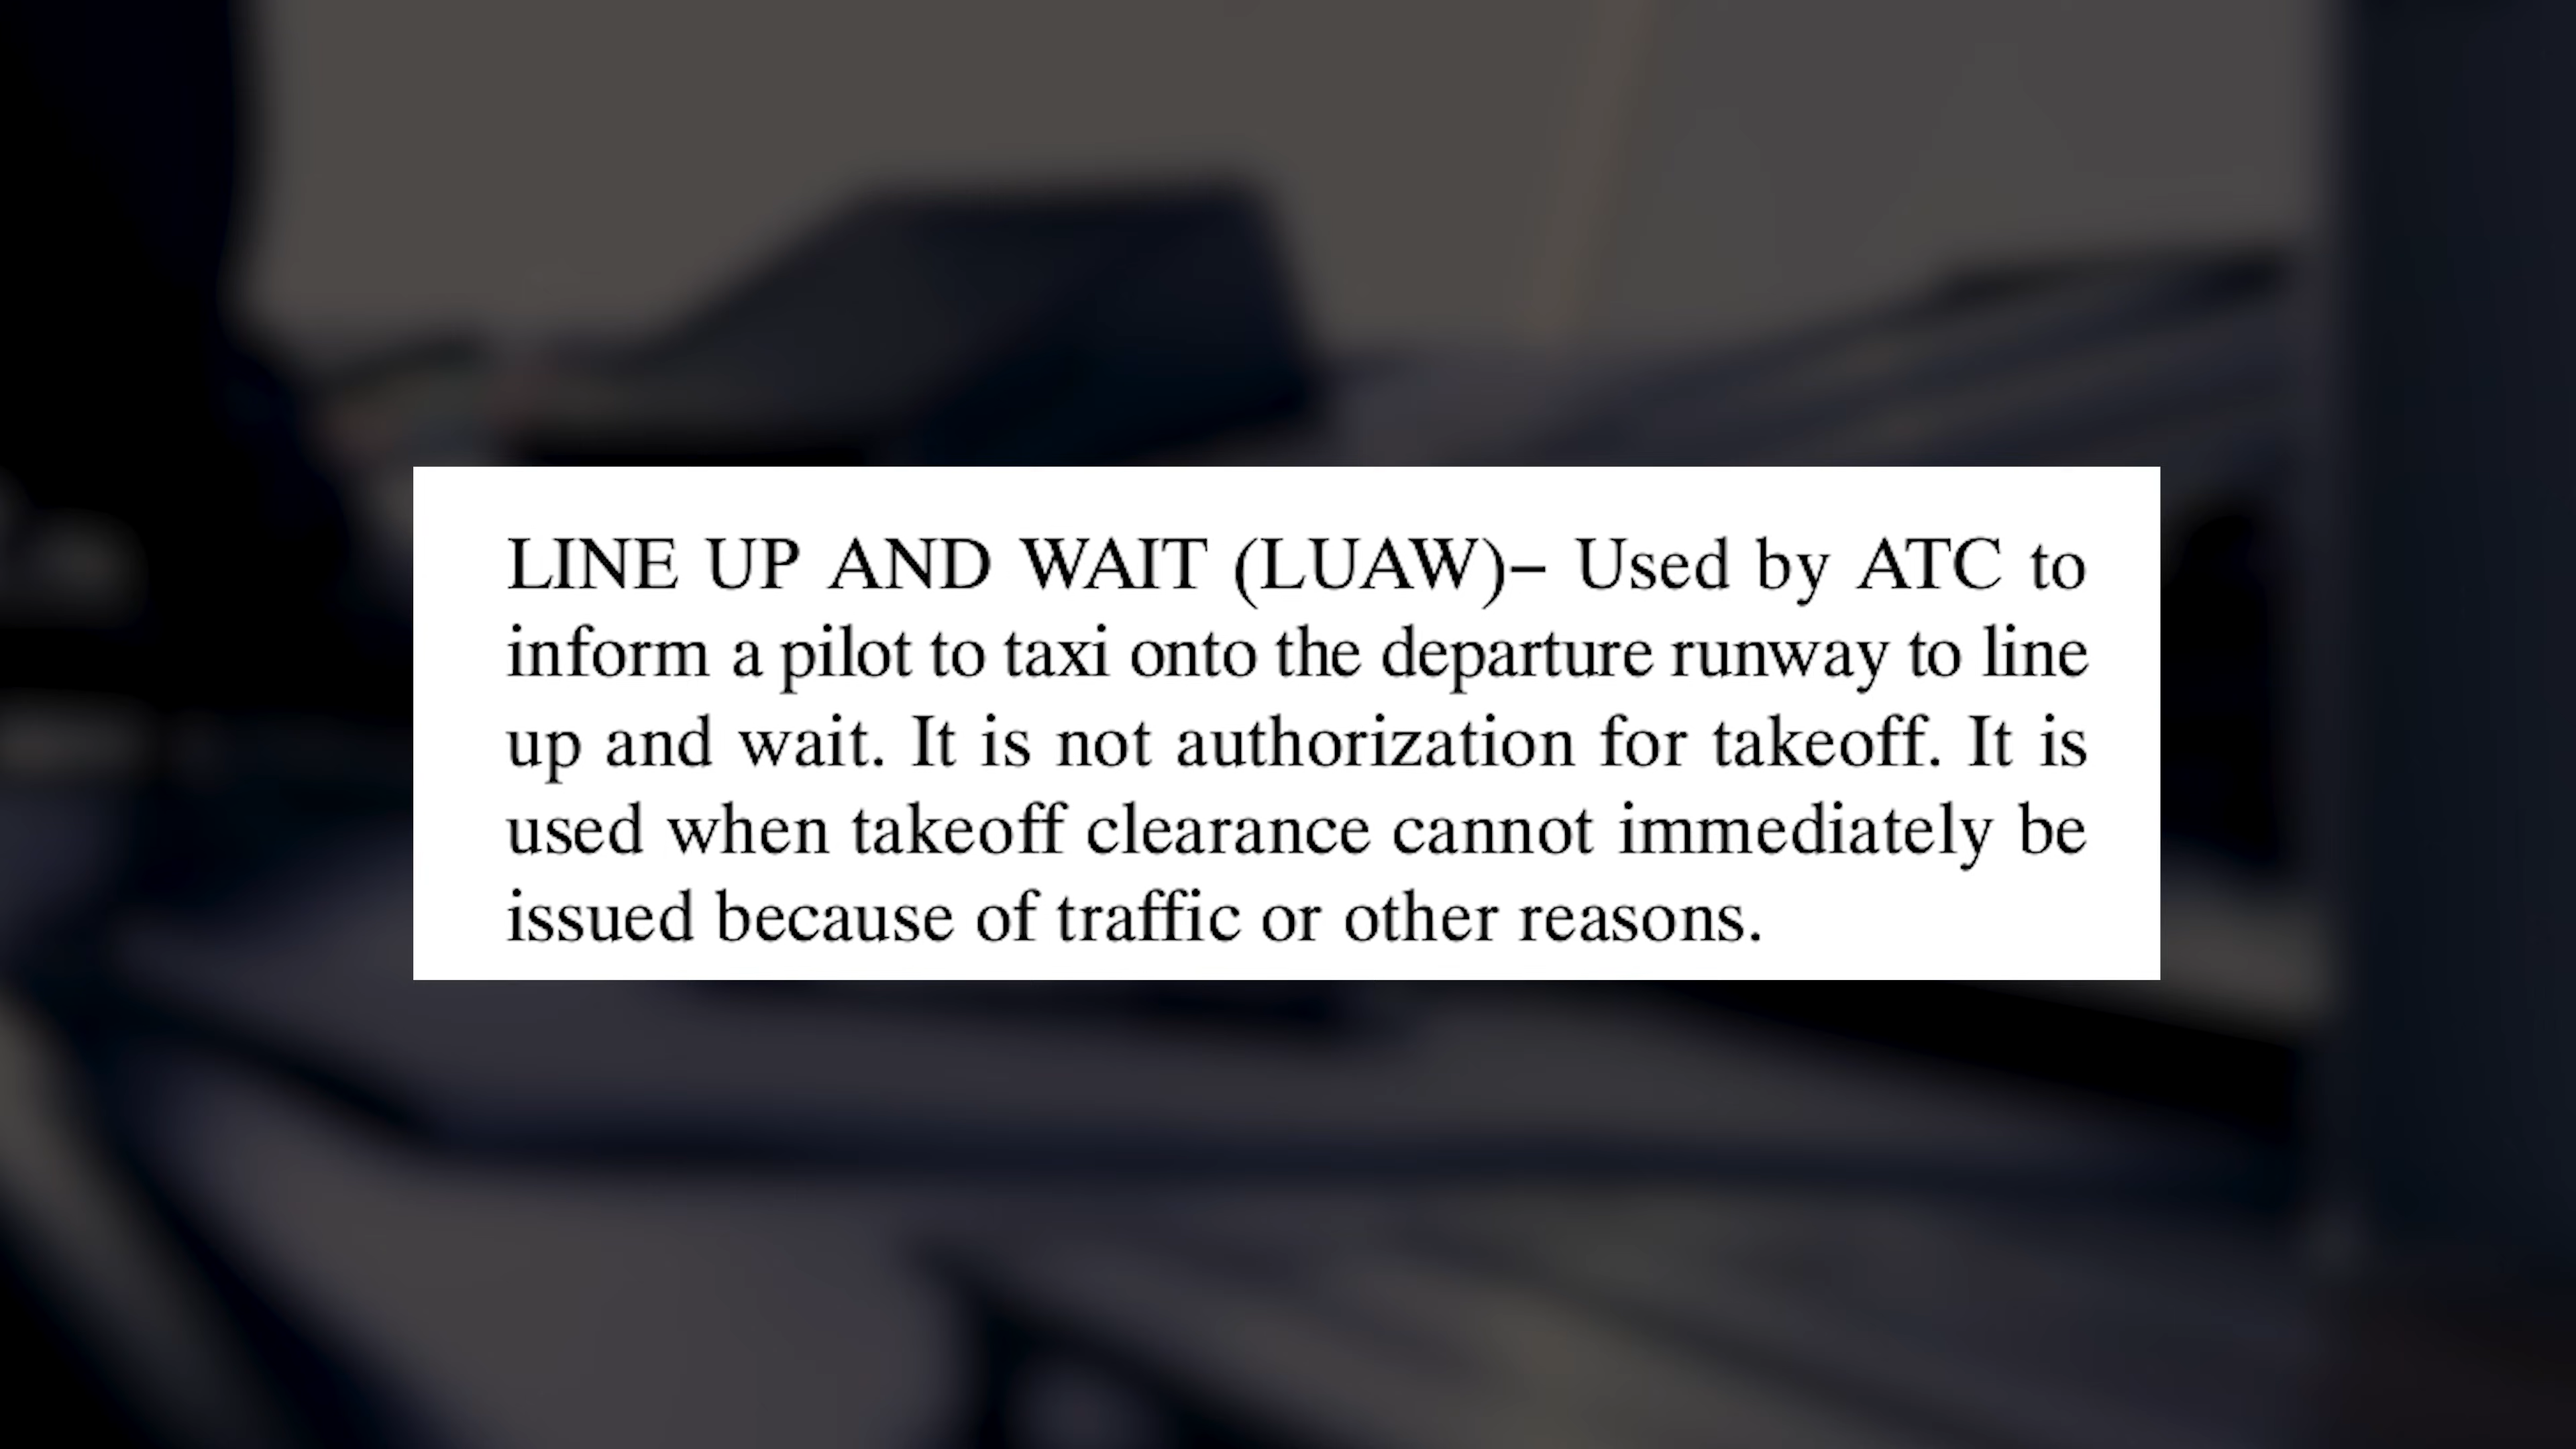 LINE UP AND WAIT (LUAW)– Used by ATC to
inform a pilot to taxi onto the departure runway to line
up and wait. It is not authorization for takeoff. It is
used when takeoff clearance cannot immediately be
issued because of traffic or other reasons.